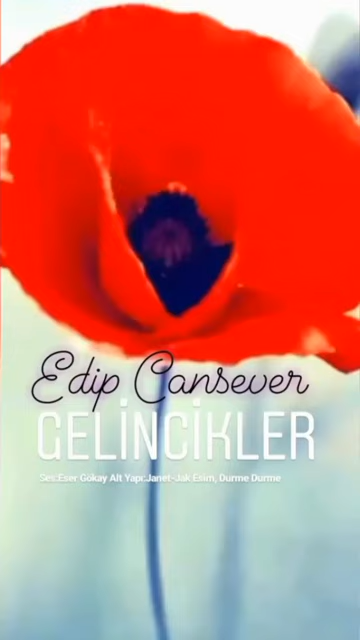 Edip Cansever
GELİNCİKLER
Ses:Eser Gökay Alt Yapı:Janet-Jak Esim, Durme Durme